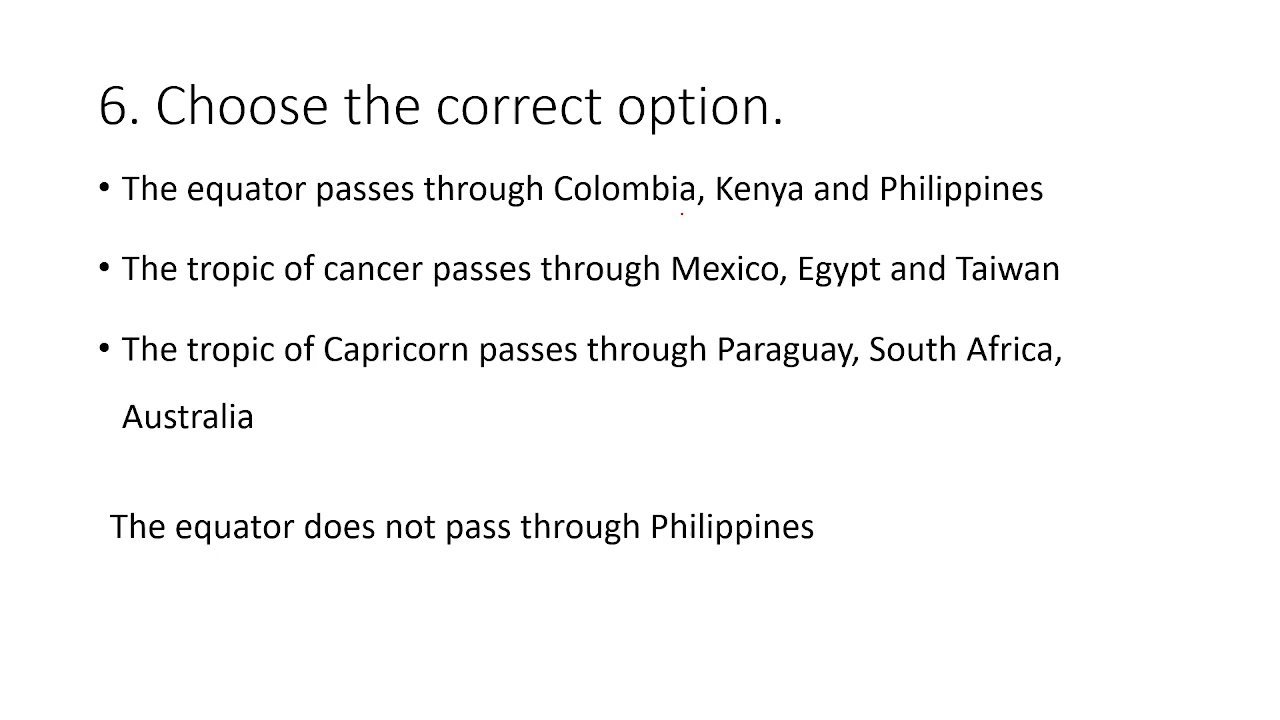 6. Choose the correct option.
• The equator passes through Colombia, Kenya and Philippines
• The tropic of cancer passes through Mexico, Egypt and Taiwan
• The tropic of Capricorn passes through Paraguay, South Africa,
Australia
The equator does not pass through Philippines